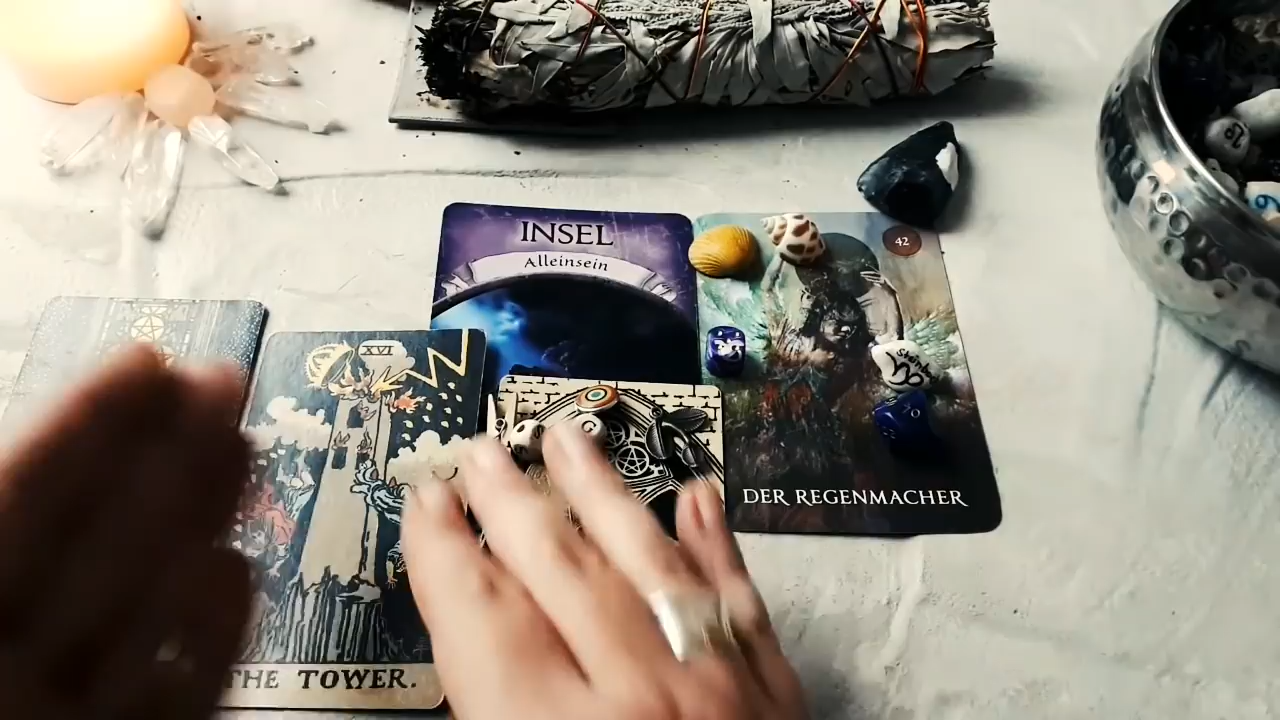 INSEL
Alleinsein
42
XVI
G
DER REGENMACHER
THE TOWER.